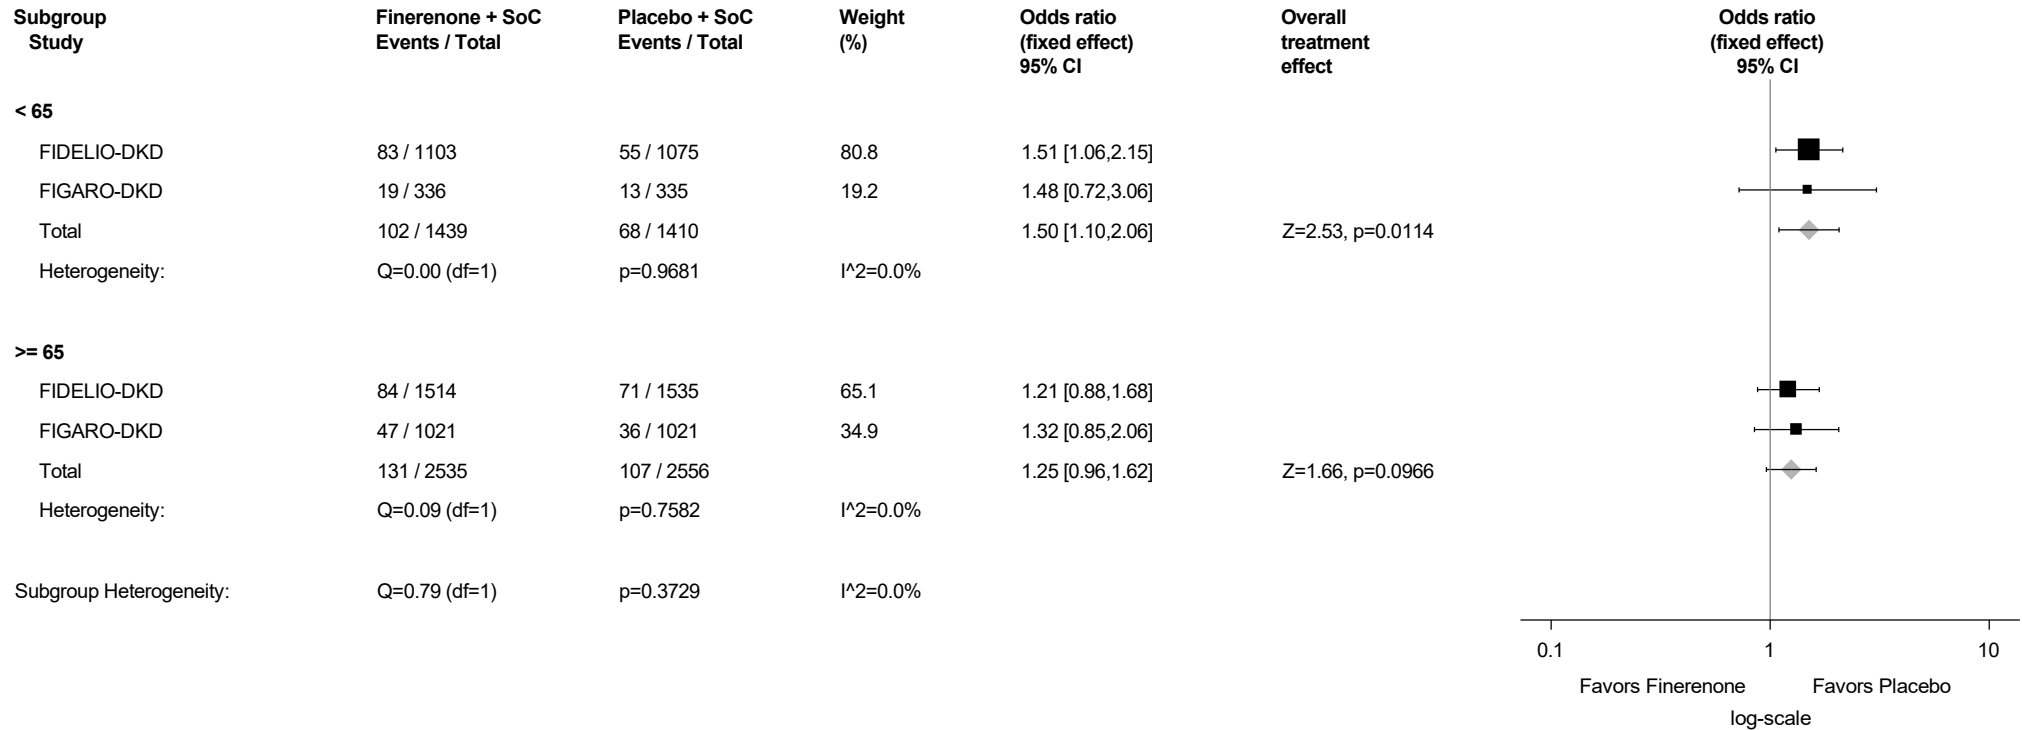 Subgroup Finerenone + SoC Placebo + SoC Weight Odds ratio Overall Odds ratio
Study Events / Total Events / Total (%) (fixed effect) treatment (fixed effect)
95% CI effect 95% CI
< 65
FIDELIO-DKD 83 / 1103 55 / 1075 80.8 1.51 [1.06,2.15]
FIGARO-DKD 19 / 336 13 / 335 19.2 1.48 [0.72,3.06]
Total 102 / 1439 68 / 1410 1.50 [1.10,2.06] Z=2.53, p=0.0114
Heterogeneity: Q=0.00 (df=1) p=0.9681 I^2=0.0%
>= 65
FIDELIO-DKD 84 / 1514 71 / 1535 65.1 1.21 [0.88,1.68]
FIGARO-DKD 47 / 1021 36 / 1021 34.9 1.32 [0.85,2.06]
Total 131 / 2535 107 / 2556 1.25 [0.96,1.62] Z=1.66, p=0.0966
Heterogeneity: Q=0.09 (df=1) p=0.7582 I^2=0.0%
Subgroup Heterogeneity: Q=0.79 (df=1) p=0.3729 I^2=0.0%
0.1 1 10
Favors Finerenone Favors Placebo
log-scale